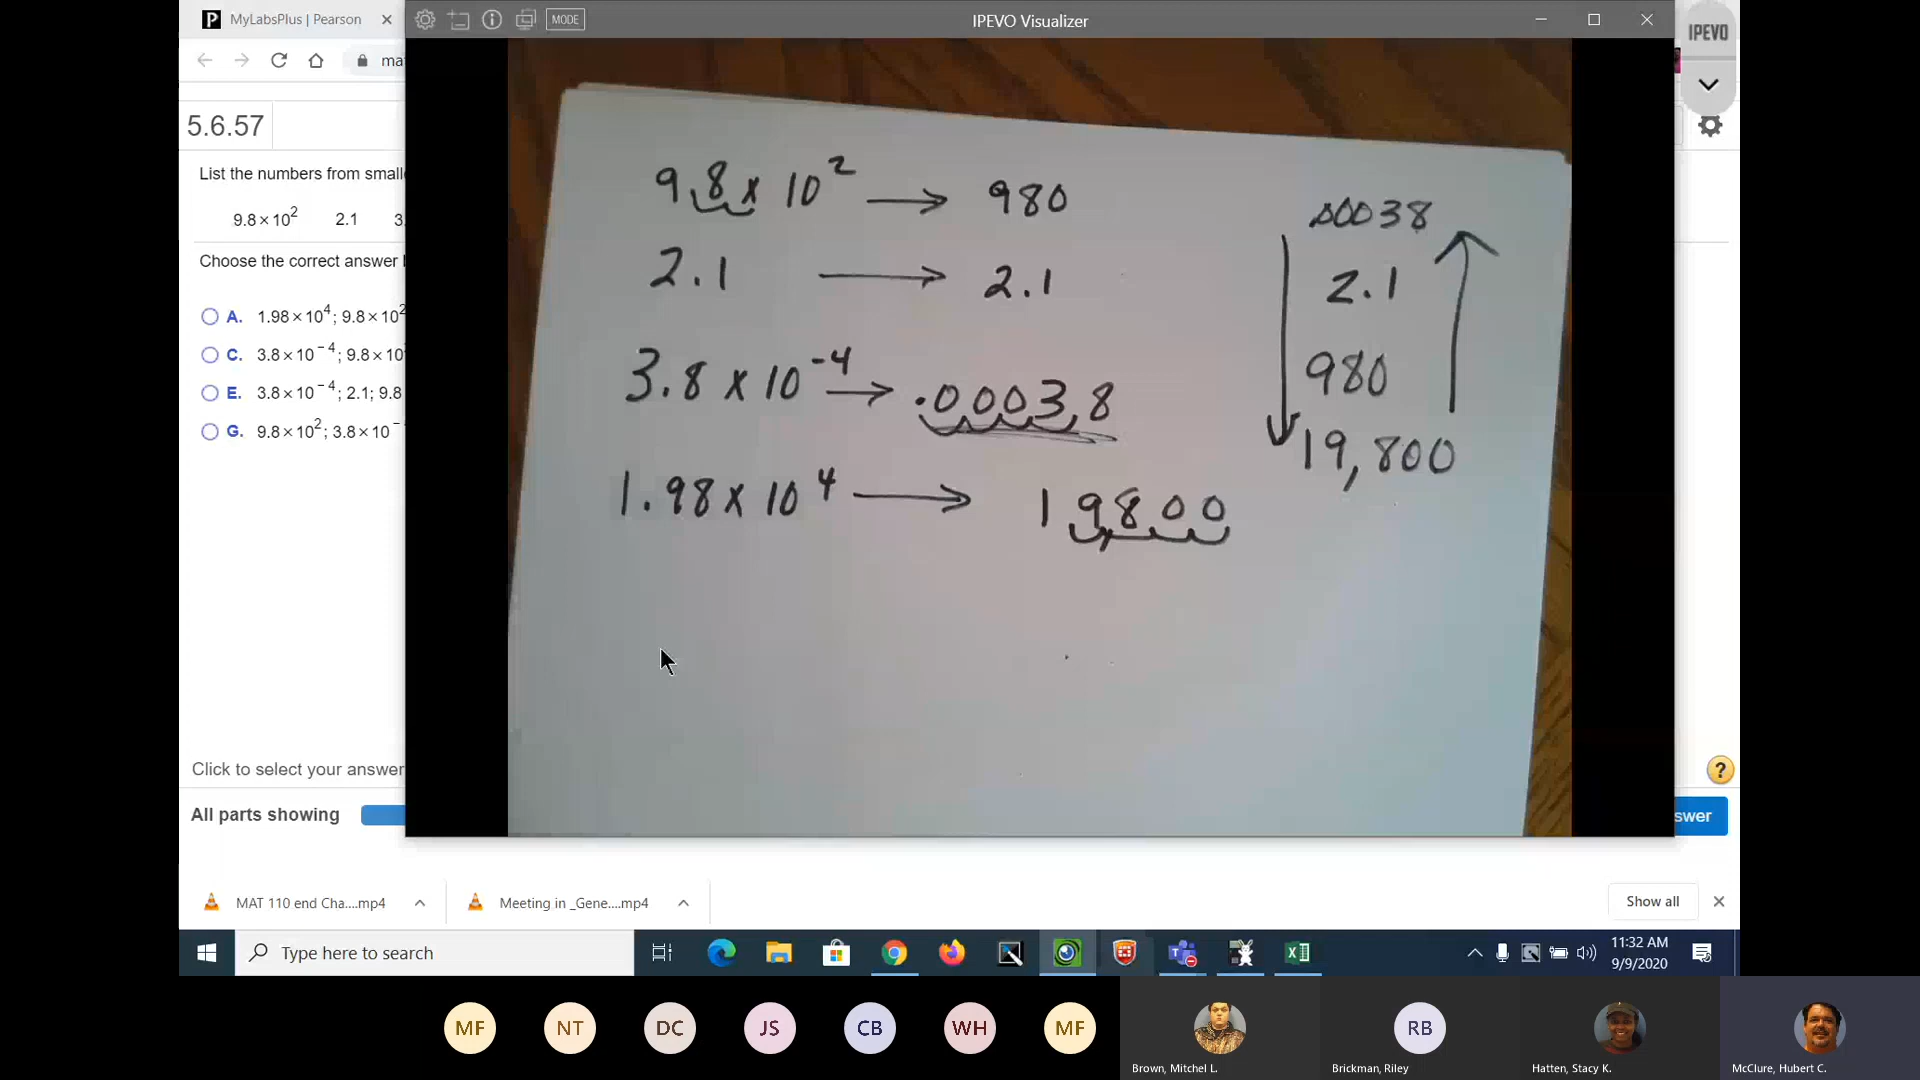 MyLabsPlus | Pearson
IPEVO Visualizer
MODE
IPEVO
ma
5.6.57
List the numbers from small
9.8 × 10² 2.1 3.
Choose the correct answer
A. 1.98 × 10⁴; 9.8 × 10²
C. 3.8 × 10⁻⁴; 9.8 × 10
E. 3.8 × 10⁻⁴; 2.1; 9.8
G. 9.8 × 10²; 3.8 × 10⁻
Click to select your answer
All parts showing
swer
9.8 x 10² → 980
2.1 → 2.1
3.8 x 10⁻⁴ → .00038
1.98 x 10⁴ → 19800
.00038
2.1
980
19,800
MAT 110 end Cha....mp4
Meeting in _Gene....mp4
Show all
Type here to search
11:32 AM
9/9/2020
MF NT DC JS CB WH MF RB
Brown, Mitchel L. Brickman, Riley Hatten, Stacy K. McClure, Hubert C.